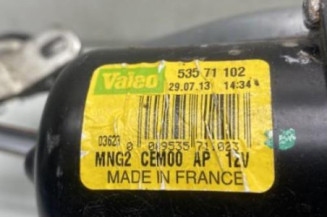 Valeo
535 71 102
29.07.13 14:34
03623
MNG2 CEM00 AP 12V
MADE IN FRANCE